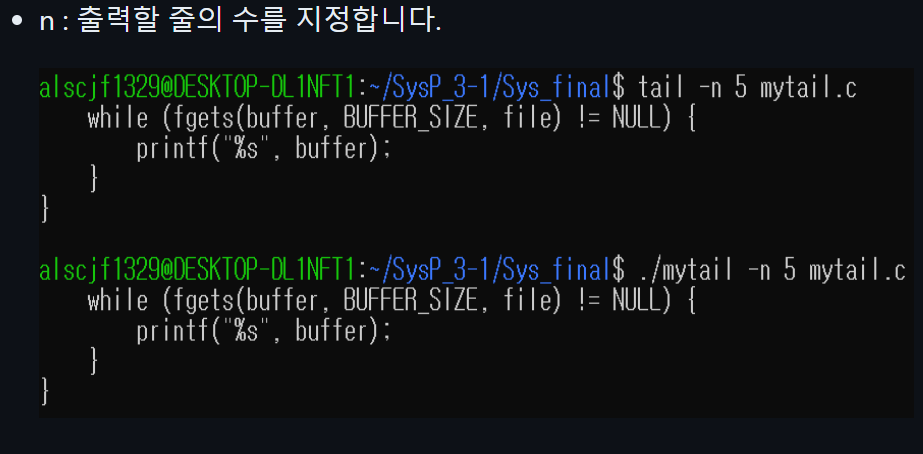 n : 출력할 줄의 수를 지정합니다.
alscjf1329@DESKTOP-DL1NFT1:~/SysP_3-1/Sys_final$ tail -n 5 mytail.c
    while (fgets(buffer, BUFFER_SIZE, file) != NULL) {
        printf("%s", buffer);
    }
}
alscjf1329@DESKTOP-DL1NFT1:~/SysP_3-1/Sys_final$ ./mytail -n 5 mytail.c
    while (fgets(buffer, BUFFER_SIZE, file) != NULL) {
        printf("%s", buffer);
    }
}